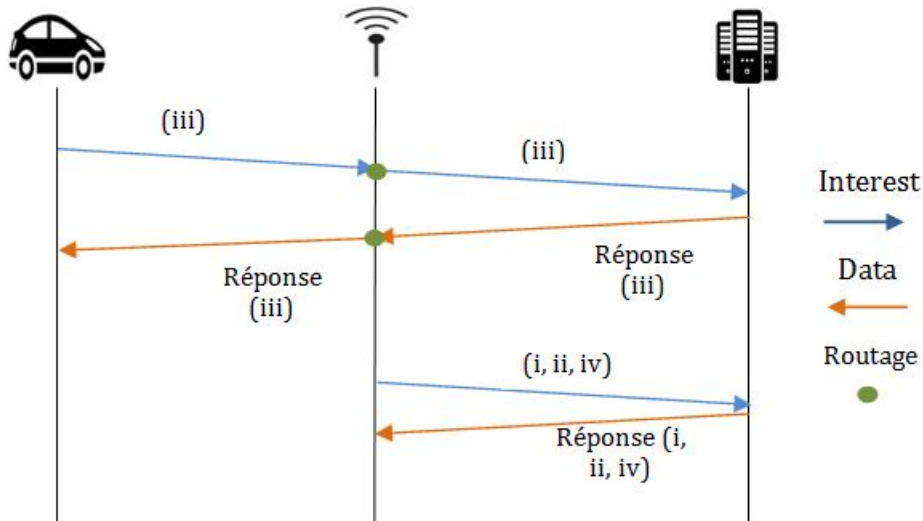 (iii)
(iii)
Interest
Réponse
(iii)
Data
Réponse
(iii)
Routage
(i, ii, iv)
Réponse (i,
ii, iv)